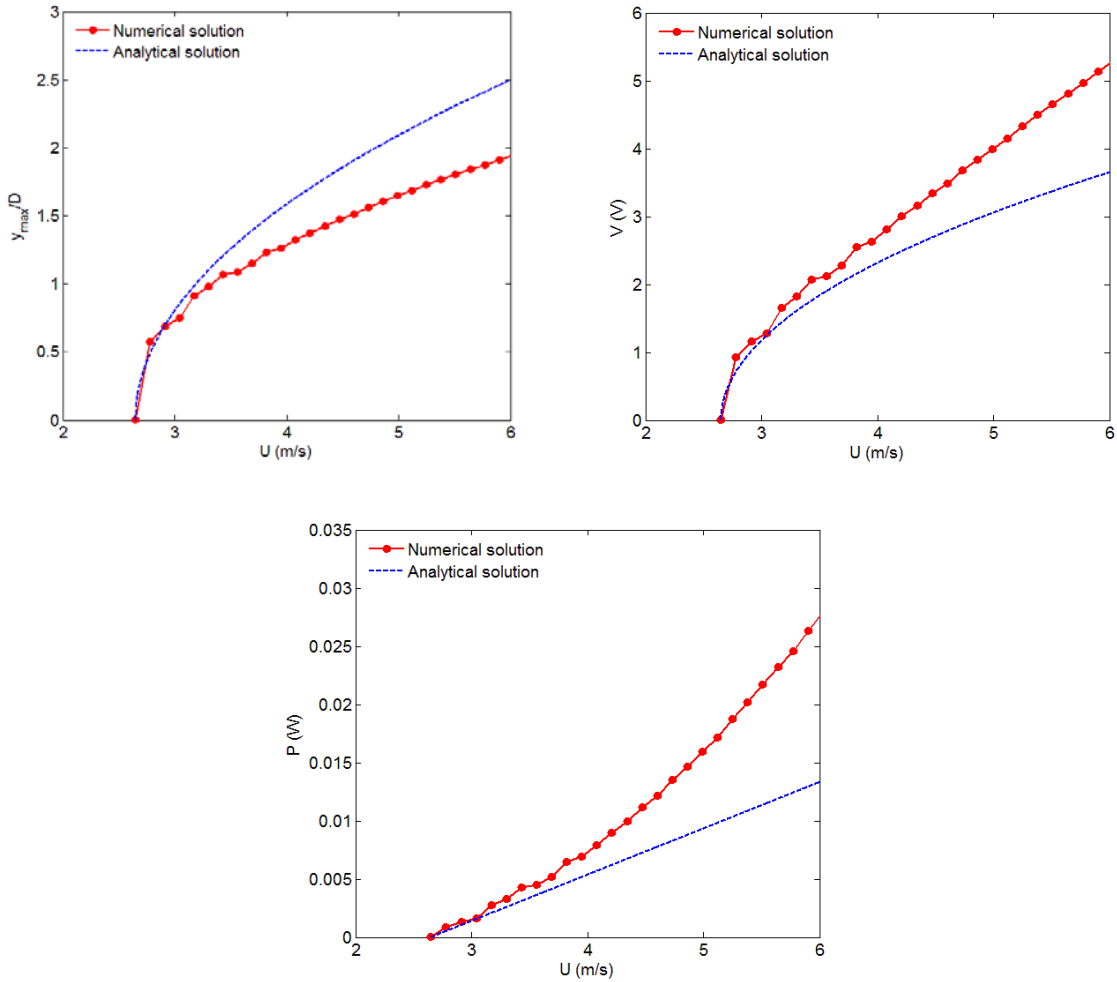 3
2.5
2
1.5
1
0.5
0
y_max/D
Numerical solution
Analytical solution
2 3 4 5 6
U (m/s)
6
5
4
3
2
1
0
V (V)
Numerical solution
Analytical solution
2 3 4 5 6
U (m/s)
0.035
0.03
0.025
0.02
0.015
0.01
0.005
0
P (W)
Numerical solution
Analytical solution
2 3 4 5 6
U (m/s)